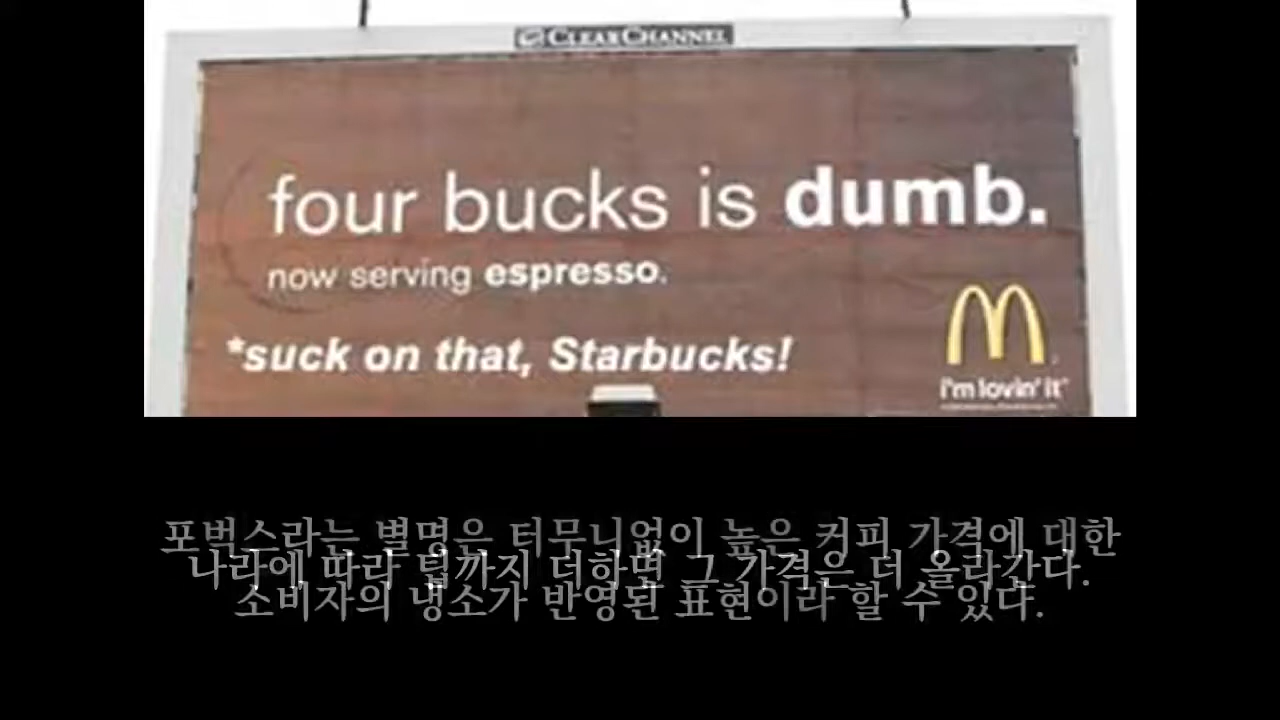 CLEAR CHANNEL
four bucks is dumb.
now serving espresso.
*suck on that, Starbucks!
i'm lovin' it
포벅스라는 별명은 터무니없이 높은 커피 가격에 대한
나라에 따라 팁까지 더하면 그 가격은 더 올라간다.
소비자의 냉소가 반영된 표현이라 할 수 있다.